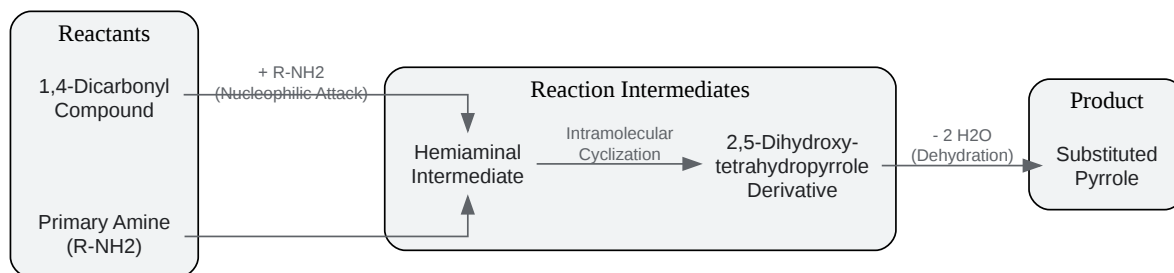 Reactants
1,4-Dicarbonyl
Compound
Primary Amine
(R-NH2)
+ R-NH2
(Nucleophilic Attack)
Reaction Intermediates
Hemiaminal
Intermediate
Intramolecular
Cyclization
2,5-Dihydroxy-
tetrahydropyrrole
Derivative
- 2 H2O
(Dehydration)
Product
Substituted
Pyrrole